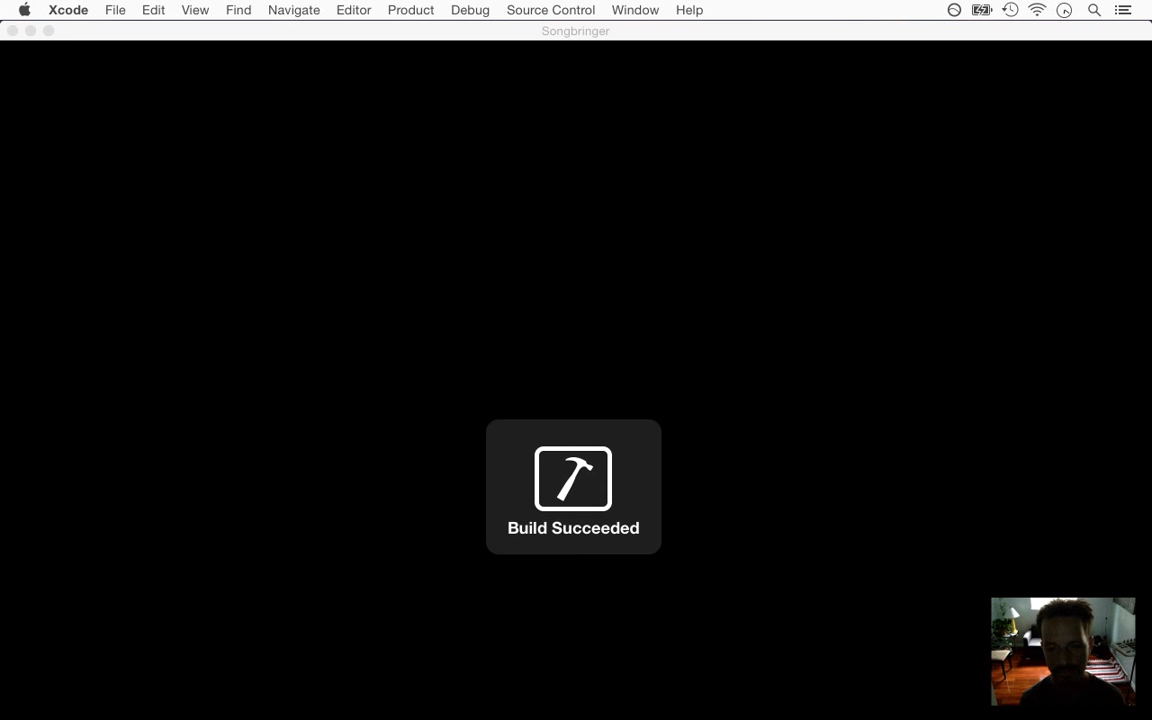 Xcode File Edit View Find Navigate Editor Product Debug Source Control Window Help
Songbringer
Build Succeeded